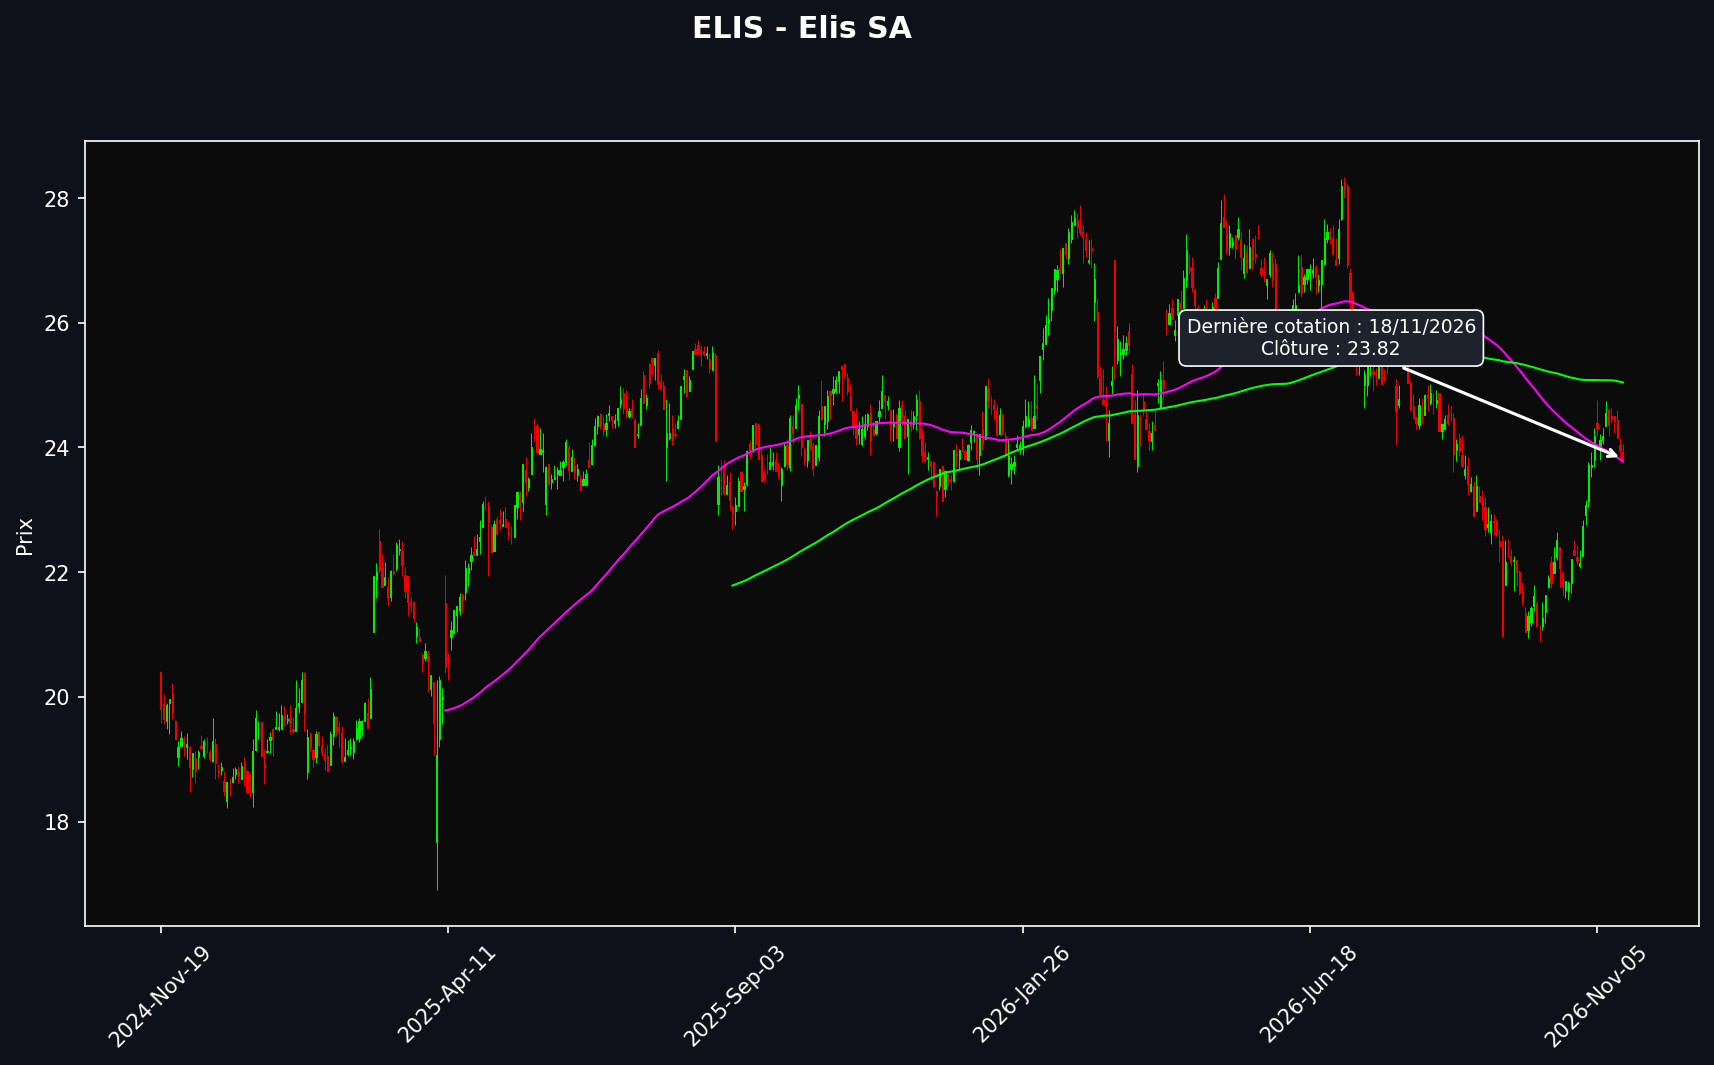 ELIS - Elis SA
Prix
28
26
24
22
20
18
Dernière cotation : 18/11/2026
Clôture : 23.82
2024-Nov-19
2025-Apr-11
2025-Sep-03
2026-Jan-26
2026-Jun-18
2026-Nov-05